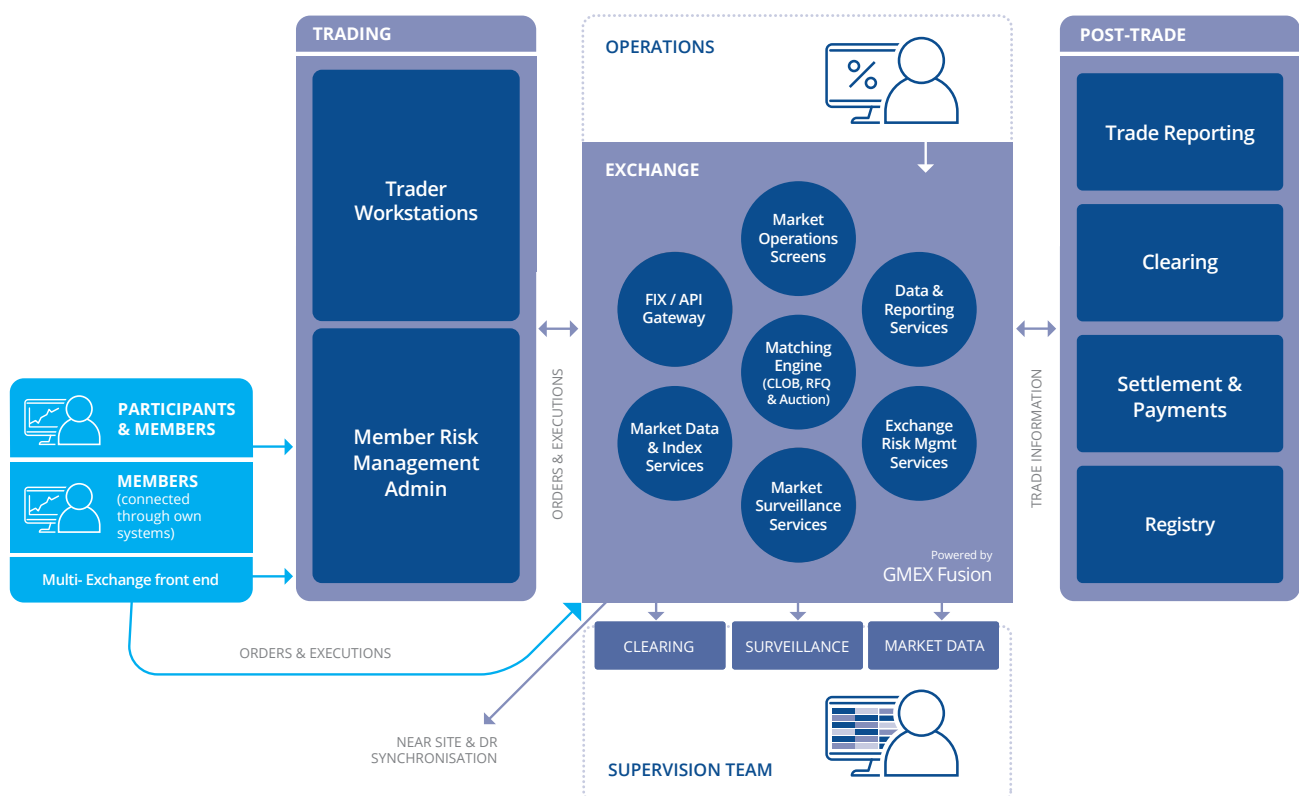 TRADING
Trader
Workstations
Member Risk
Management
Admin
PARTICIPANTS
& MEMBERS
MEMBERS
(connected
through own
systems)
Multi- Exchange front end
ORDERS & EXECUTIONS
ORDERS & EXECUTIONS
NEAR SITE & DR
SYNCHRONISATION
OPERATIONS
%
EXCHANGE
Market
Operations
Screens
FIX / API
Gateway
Data &
Reporting
Services
Matching
Engine
(CLOB, RFQ
& Auction)
Market Data
& Index
Services
Exchange
Risk Mgmt
Services
Market
Surveillance
Services
Powered by
GMEX Fusion
CLEARING
SURVEILLANCE
MARKET DATA
SUPERVISION TEAM
TRADE INFORMATION
POST-TRADE
Trade Reporting
Clearing
Settlement &
Payments
Registry